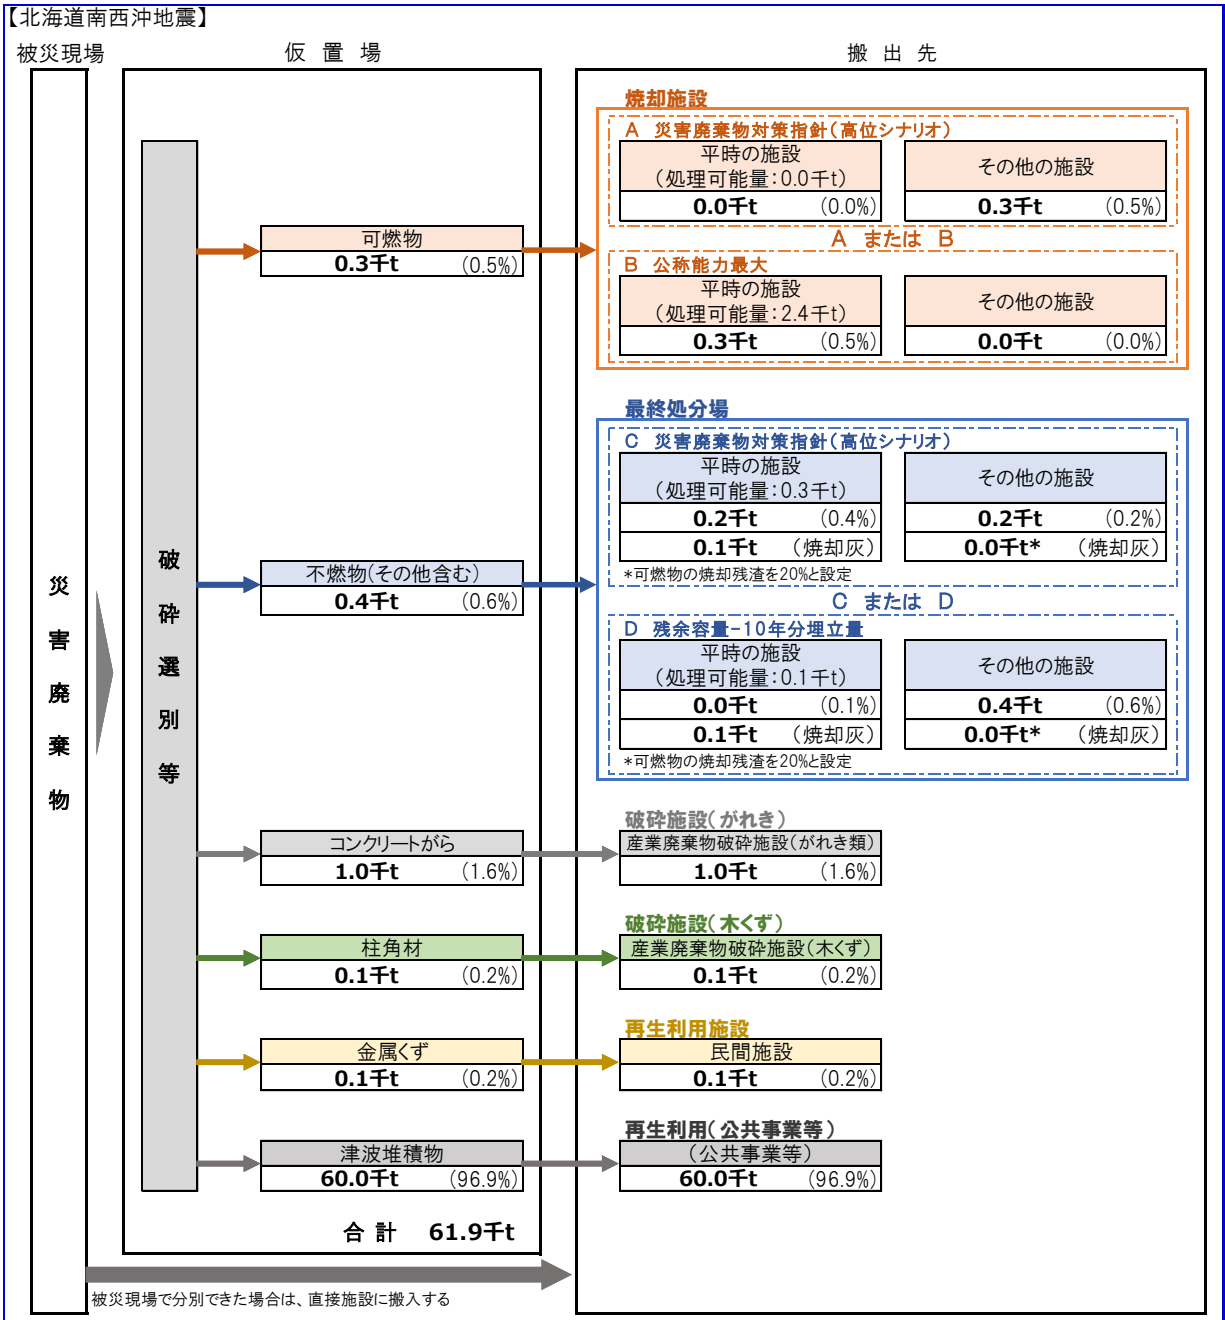 【北海道南西沖地震】
被災現場
仮 置 場
搬 出 先
災害廃棄物
破砕選別等
可燃物
0.3千t (0.5%)
焼却施設
A 災害廃棄物対策指針(高位シナリオ)
平時の施設
(処理可能量:0.0千t)
0.0千t (0.0%)
その他の施設
0.3千t (0.5%)
A または B
B 公称能力最大
平時の施設
(処理可能量:2.4千t)
0.3千t (0.5%)
その他の施設
0.0千t (0.0%)
不燃物(その他含む)
0.4千t (0.6%)
最終処分場
C 災害廃棄物対策指針(高位シナリオ)
平時の施設
(処理可能量:0.3千t)
0.2千t (0.4%)
0.1千t (焼却灰)
その他の施設
0.2千t (0.2%)
0.0千t* (焼却灰)
*可燃物の焼却残渣を20%と設定
C または D
D 残余容量-10年分埋立量
平時の施設
(処理可能量:0.1千t)
0.0千t (0.1%)
0.1千t (焼却灰)
その他の施設
0.4千t (0.6%)
0.0千t* (焼却灰)
*可燃物の焼却残渣を20%と設定
コンクリートがら
1.0千t (1.6%)
破砕施設(がれき)
産業廃棄物破砕施設(がれき類)
1.0千t (1.6%)
柱角材
0.1千t (0.2%)
破砕施設(木くず)
産業廃棄物破砕施設(木くず)
0.1千t (0.2%)
金属くず
0.1千t (0.2%)
再生利用施設
民間施設
0.1千t (0.2%)
津波堆積物
60.0千t (96.9%)
再生利用(公共事業等)
(公共事業等)
60.0千t (96.9%)
合 計 61.9千t
被災現場で分別できた場合は、直接施設に搬入する